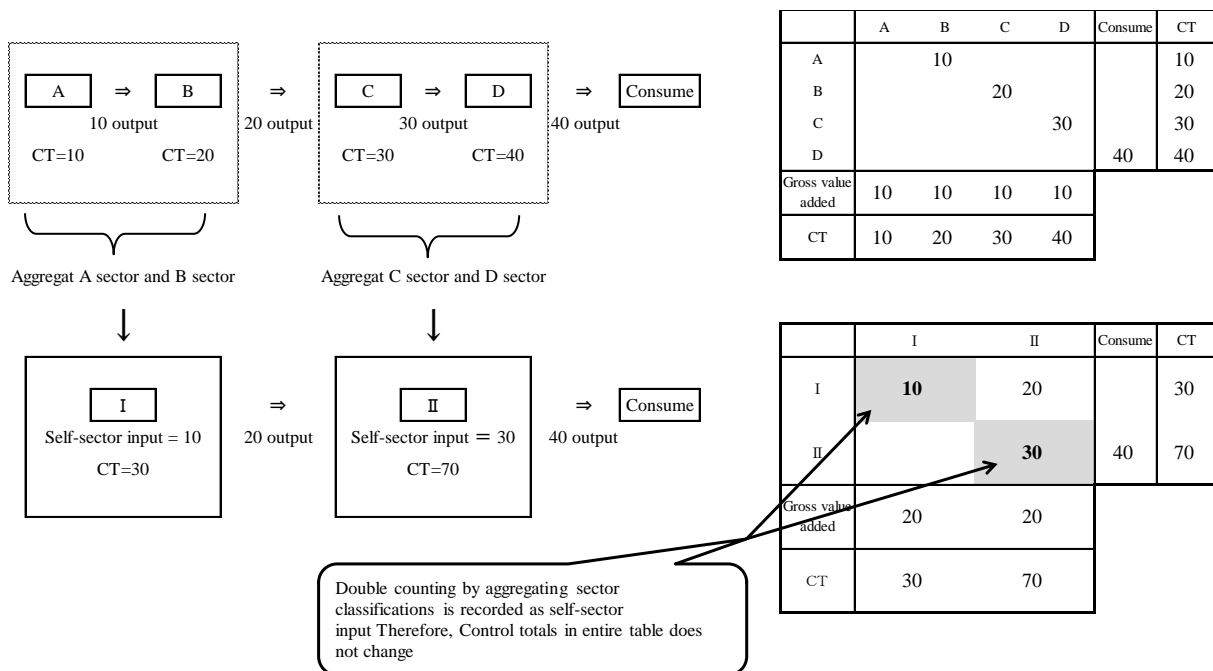 A ⇒ B ⇒ C ⇒ D ⇒ Consume
10 output 20 output 30 output 40 output
CT=10 CT=20 CT=30 CT=40
Aggregat A sector and B sector
Aggregat C sector and D sector
Ⅰ ⇒ Ⅱ ⇒ Consume
Self-sector input = 10 20 output Self-sector input = 30 40 output
CT=30 CT=70
A B C D Consume CT
A 10 10
B 20 20
C 30 30
D 40 40
Gross value
added 10 10 10 10
CT 10 20 30 40
Ⅰ Ⅱ Consume CT
Ⅰ 10 20 30
Ⅱ 30 40 70
Gross value
added 20 20
CT 30 70
Double counting by aggregating sector
classifications is recorded as self-sector
input Therefore, Control totals in entire table does
not change